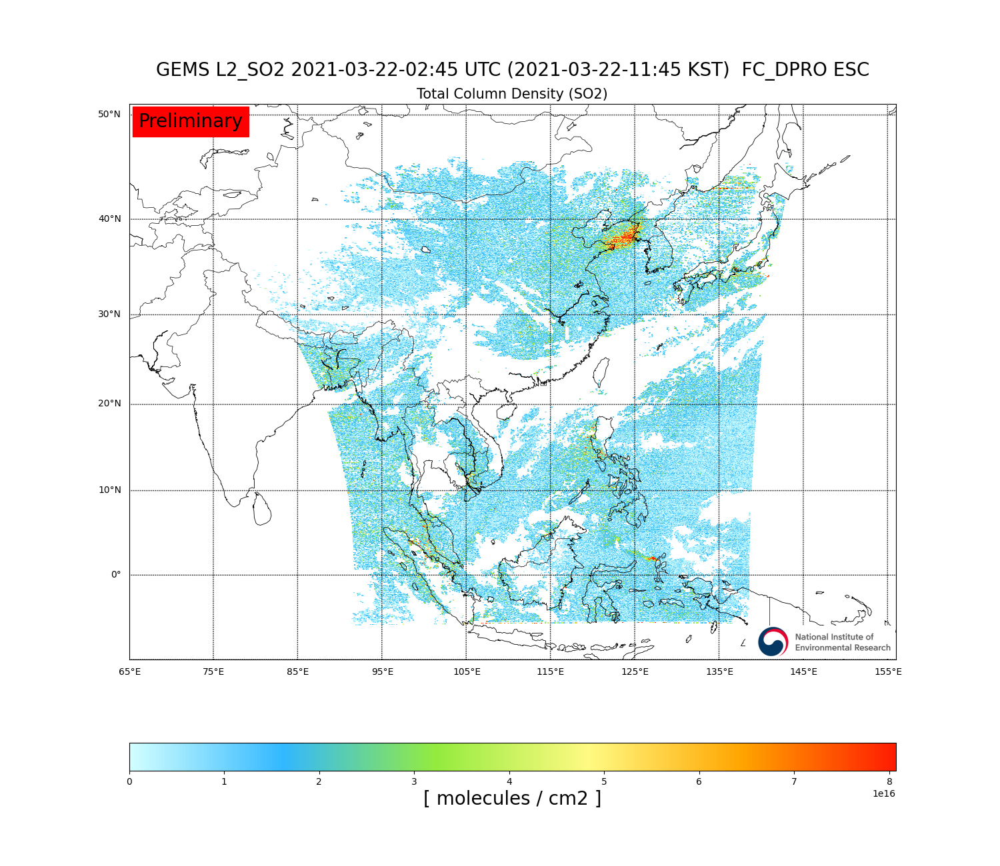 GEMS L2_SO2 2021-03-22-02:45 UTC (2021-03-22-11:45 KST)  FC_DPRO ESC
Total Column Density (SO2)
Preliminary
50°N
40°N
30°N
20°N
10°N
0°
National Institute of
Environmental Research
65°E 75°E 85°E 95°E 105°E 115°E 125°E 135°E 145°E 155°E
0 1 2 3 4 5 6 7 8
1e16
[ molecules / cm2 ]